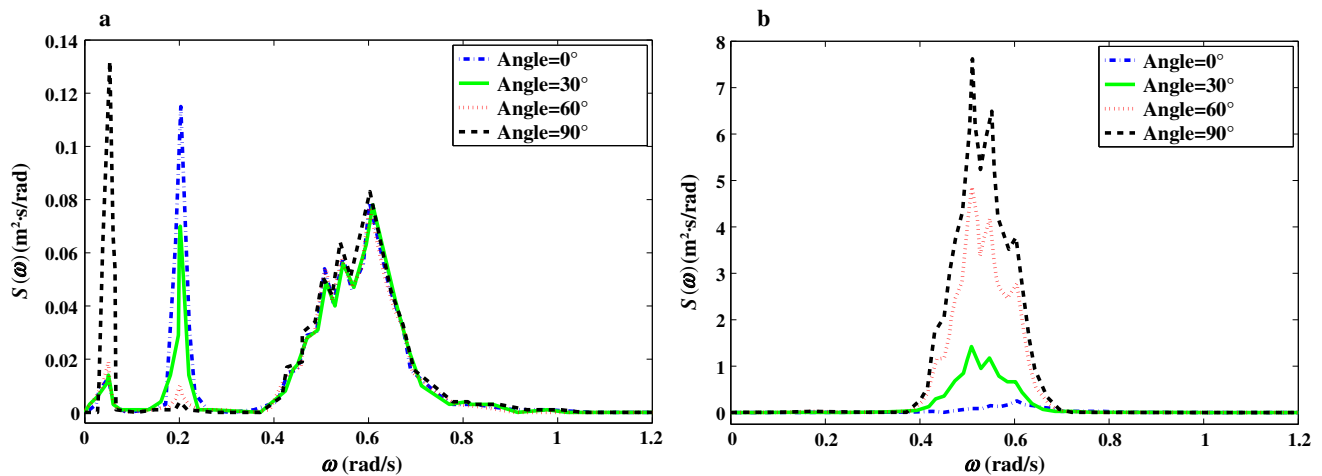 a
0.14
0.12
0.1
0.08
0.06
0.04
0.02
0
S(ω) (m²·s/rad)
0 0.2 0.4 0.6 0.8 1 1.2
ω (rad/s)
Angle=0°
Angle=30°
Angle=60°
Angle=90°
b
8
7
6
5
4
3
2
1
0
S(ω) (m²·s/rad)
0 0.2 0.4 0.6 0.8 1 1.2
ω (rad/s)
Angle=0°
Angle=30°
Angle=60°
Angle=90°